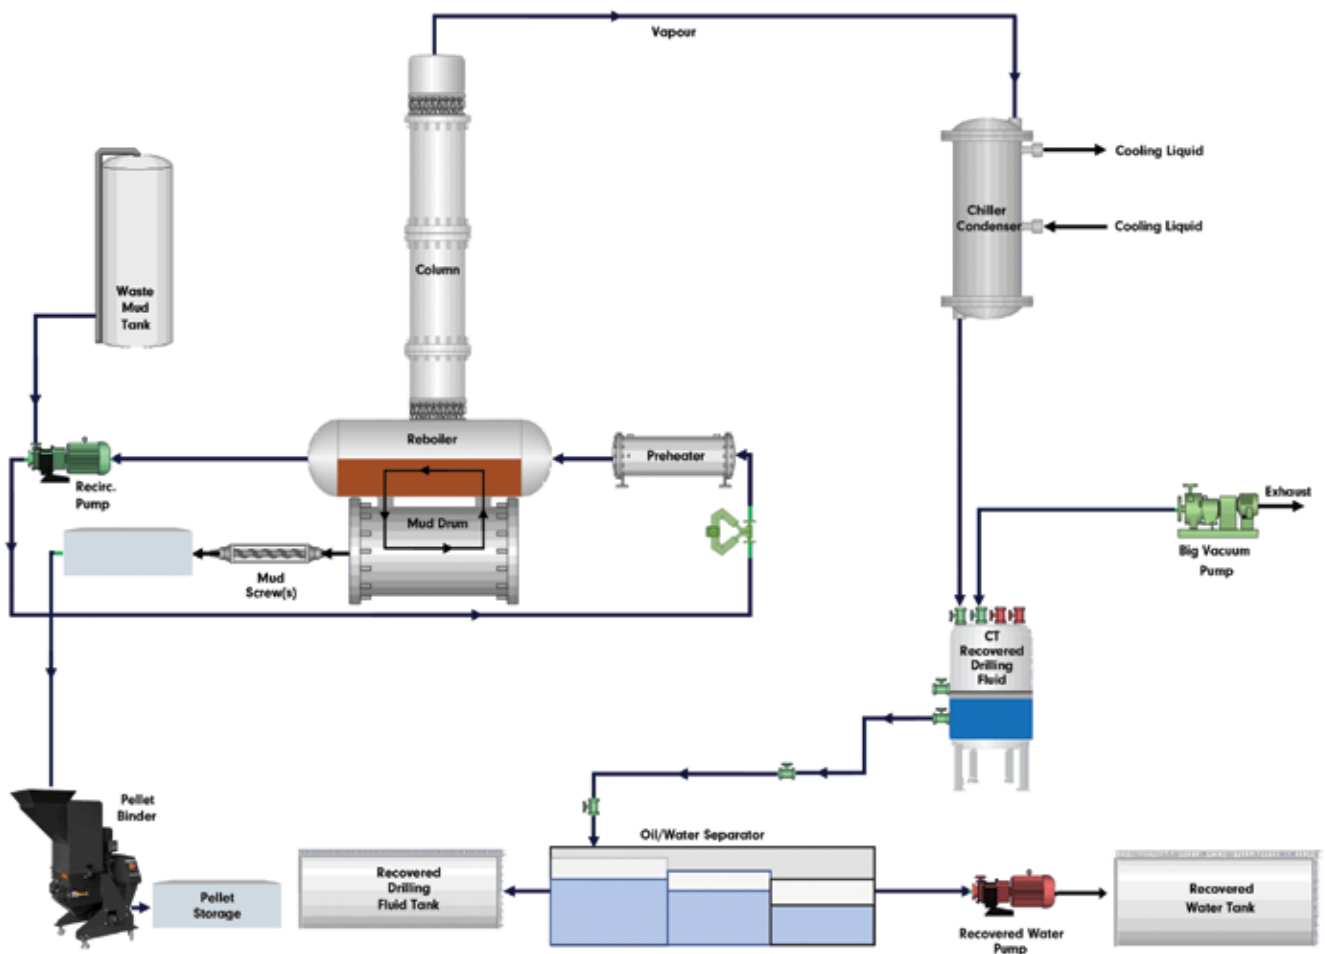 Vapour
Cooling Liquid
Chiller
Condenser
Cooling Liquid
Column
Waste
Mud
Tank
Reboiler
Preheater
Recirc.
Pump
Mud Drum
Mud
Screw(s)
Exhaust
Big Vacuum
Pump
CT
Recovered
Drilling
Fluid
Pellet
Binder
Oil/Water Separator
Pellet
Storage
Recovered
Drilling
Fluid Tank
Recovered Water
Pump
Recovered
Water Tank